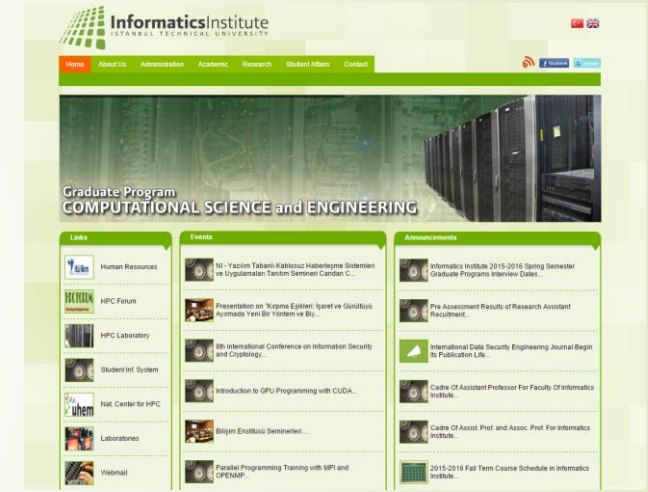 InformaticsInstitute
ISTANBUL TECHNICAL UNIVERSITY
Home About Us Administration Academic Research Student Affairs Contact
facebook
Graduate Program
COMPUTATIONAL SCIENCE and ENGINEERING
Links
Human Resources
HPC FORUM
HPC Forum
HPC Laboratory
Student Inf. System
uhem
Nat. Center for HPC
Laboratories
Webmail
Events
NI - Yazılım Tabanlı Kablosuz Haberleşme Sistemleri
ve Uygulamaları Tanıtım Semineri Candan C...
Presentation on "Kırpma Eşikleri: İşaret ve Gürültüyü
Ayırmada Yeni Bir Yöntem ve Biy...
8th International Conference on Information Security
and Cryptology...
Introduction to GPU Programming with CUDA...
Bilişim Enstitüsü Seminerleri ...
Parallel Programming Training with MPI and
OPENMP...
Announcements
Informatics Institute 2015-2016 Spring Semester
Graduate Programs Interview Dates...
Pre Assessment Results of Research Assistant
Recuitment...
International Data Security Engineering Journal Begin
Its Publication Life...
Cadre Of Assistant Professor For Faculty Of Informatics
Institute...
Cadre Of Assist. Prof. and Assoc. Prof. For Informatics
Institute...
2015-2016 Fall Term Course Schedule in Informatics
Institute...